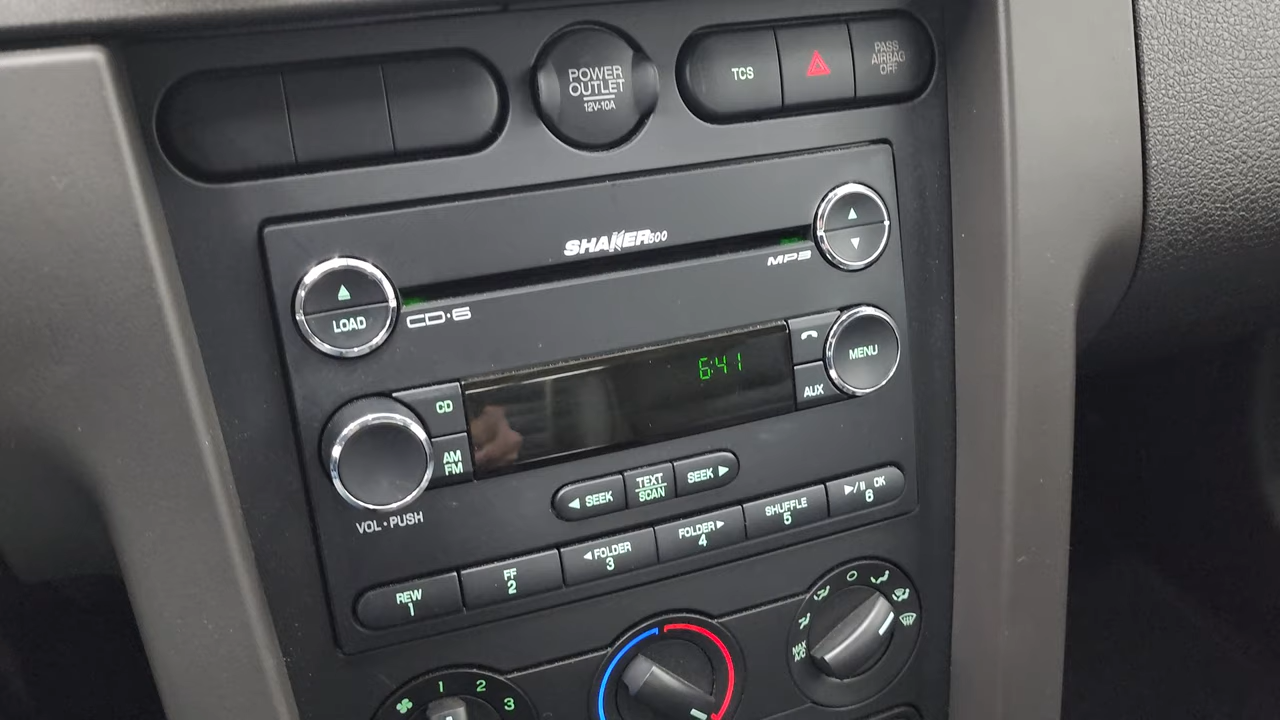 POWER
OUTLET
12V-10A
TCS
PASS
AIRBAG
OFF
SHAKER500
LOAD
CD·6
MP3
6:41
MENU
AUX
CD
AM
FM
VOL·PUSH
SEEK
TEXT
SCAN
SEEK
REW
1
FF
2
FOLDER
3
FOLDER
4
SHUFFLE
5
OK
6
MAX
A/C
1
2
3